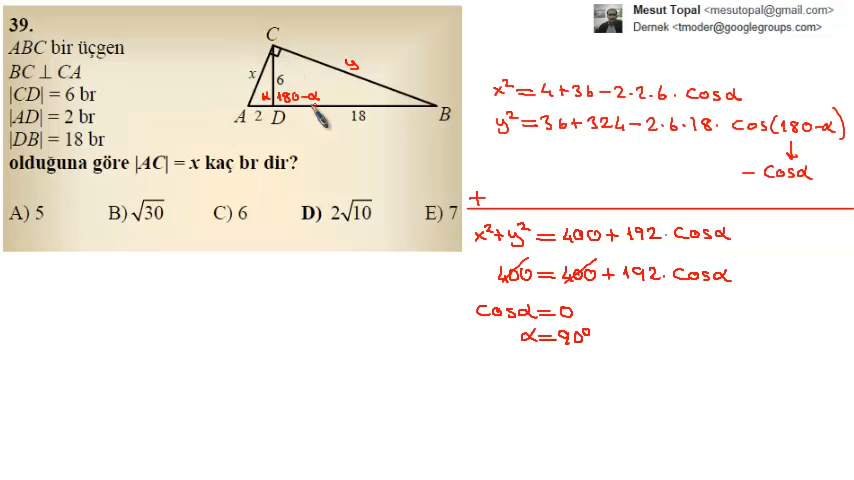 Mesut Topal <mesutopal@gmail.com>
Dernek <tmoder@googlegroups.com>
39.
ABC bir üçgen
BC ⊥ CA
|CD| = 6 br
|AD| = 2 br
|DB| = 18 br
olduğuna göre |AC| = x kaç br dir?
A) 5 B) √30 C) 6 D) 2√10 E) 7
C
x
6
y
α
180-α
A 2 D 18 B
x² = 4+36-2·2·6· cosα
y² = 36+324-2·6·18· cos(180-α)
- cosα
+
x²+y² = 400+192·cosα
400 = 400+192·cosα
cosα=0
α=90°